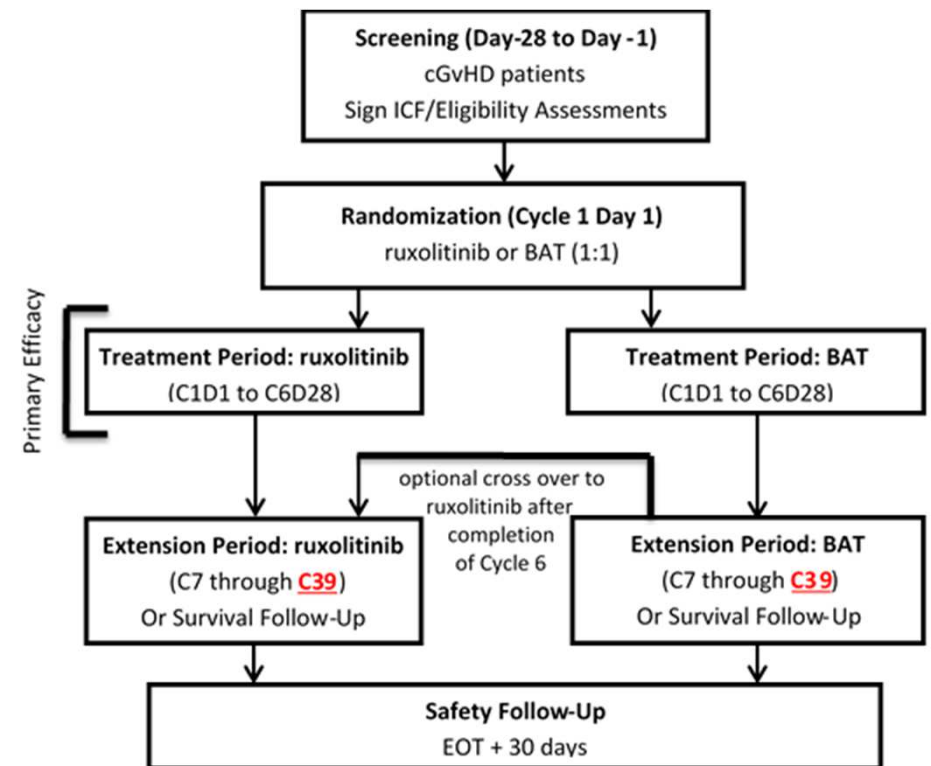 Screening (Day-28 to Day -1)
cGvHD patients
Sign ICF/Eligibility Assessments
Randomization (Cycle 1 Day 1)
ruxolitinib or BAT (1:1)
Primary Efficacy
Treatment Period: ruxolitinib
(C1D1 to C6D28)
Treatment Period: BAT
(C1D1 to C6D28)
optional cross over to
ruxolitinib after
completion
of Cycle 6
Extension Period: ruxolitinib
(C7 through C39)
Or Survival Follow-Up
Extension Period: BAT
(C7 through C39)
Or Survival Follow-Up
Safety Follow-Up
EOT + 30 days